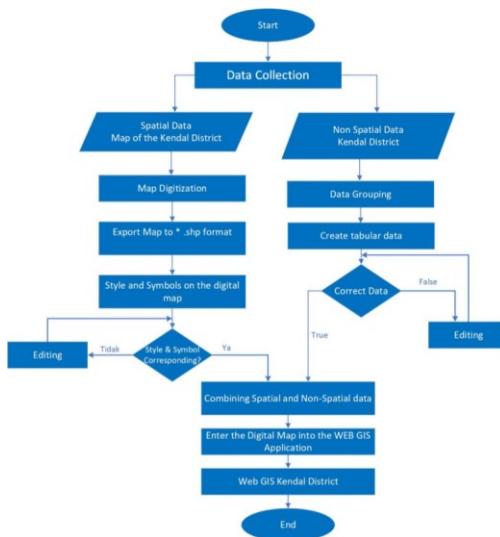 Start
Data Collection
Spatial Data
Map of the Kendal District
Non Spatial Data
Kendal District
Map Digitization
Data Grouping
Export Map to * .shp format
Create tabular data
Style and Symbols on the digital
map
Correct Data
False
Editing
True
Editing
Tidak
Style & Symbol
Corresponding?
Ya
Combining Spatial and Non-Spatial data
Enter the Digital Map into the WEB GIS
Application
Web GIS Kendal District
End